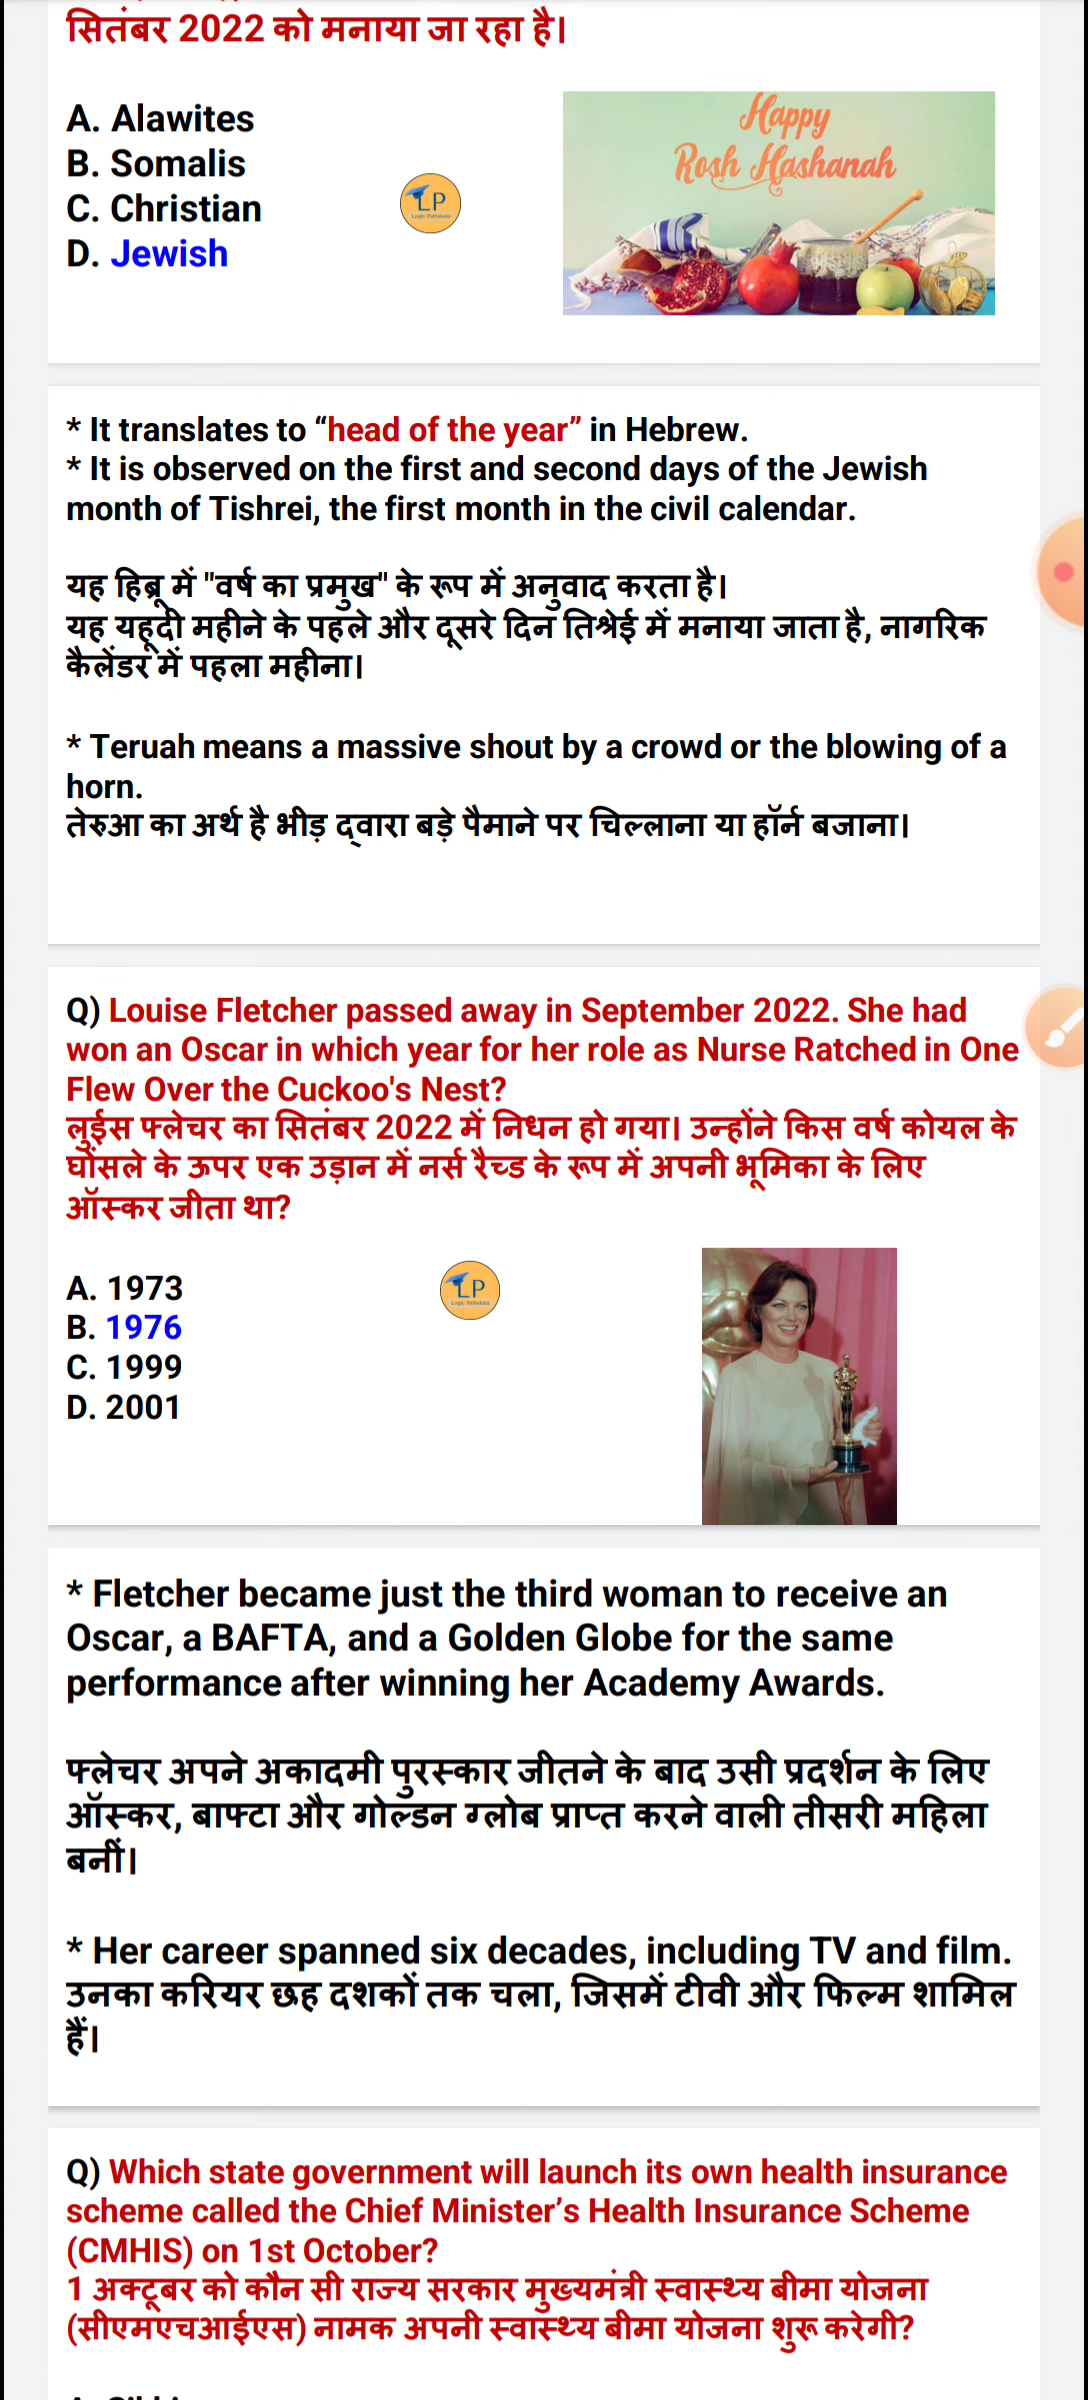 सितंबर 2022 को मनाया जा रहा है।
A. Alawites
B. Somalis
C. Christian
D. Jewish
Happy
Rosh Hashanah
LP
Logic Pathshala
* It translates to “head of the year” in Hebrew.
* It is observed on the first and second days of the Jewish
month of Tishrei, the first month in the civil calendar.
यह हिब्रू में "वर्ष का प्रमुख" के रूप में अनुवाद करता है।
यह यहूदी महीने के पहले और दूसरे दिन तिश्रेई में मनाया जाता है, नागरिक
कैलेंडर में पहला महीना।
* Teruah means a massive shout by a crowd or the blowing of a
horn.
तेरुआ का अर्थ है भीड़ द्वारा बड़े पैमाने पर चिल्लाना या हॉर्न बजाना।
Q) Louise Fletcher passed away in September 2022. She had
won an Oscar in which year for her role as Nurse Ratched in One
Flew Over the Cuckoo's Nest?
लुईस फ्लेचर का सितंबर 2022 में निधन हो गया। उन्होंने किस वर्ष कोयल के
घोंसले के ऊपर एक उड़ान में नर्स रैच्ड के रूप में अपनी भूमिका के लिए
ऑस्कर जीता था?
A. 1973
B. 1976
C. 1999
D. 2001
LP
Logic Pathshala
* Fletcher became just the third woman to receive an
Oscar, a BAFTA, and a Golden Globe for the same
performance after winning her Academy Awards.
फ्लेचर अपने अकादमी पुरस्कार जीतने के बाद उसी प्रदर्शन के लिए
ऑस्कर, बाफ्टा और गोल्डन ग्लोब प्राप्त करने वाली तीसरी महिला
बनीं।
* Her career spanned six decades, including TV and film.
उनका करियर छह दशकों तक चला, जिसमें टीवी और फिल्म शामिल
हैं।
Q) Which state government will launch its own health insurance
scheme called the Chief Minister’s Health Insurance Scheme
(CMHIS) on 1st October?
1 अक्टूबर को कौन सी राज्य सरकार मुख्यमंत्री स्वास्थ्य बीमा योजना
(सीएमएचआईएस) नामक अपनी स्वास्थ्य बीमा योजना शुरू करेगी?